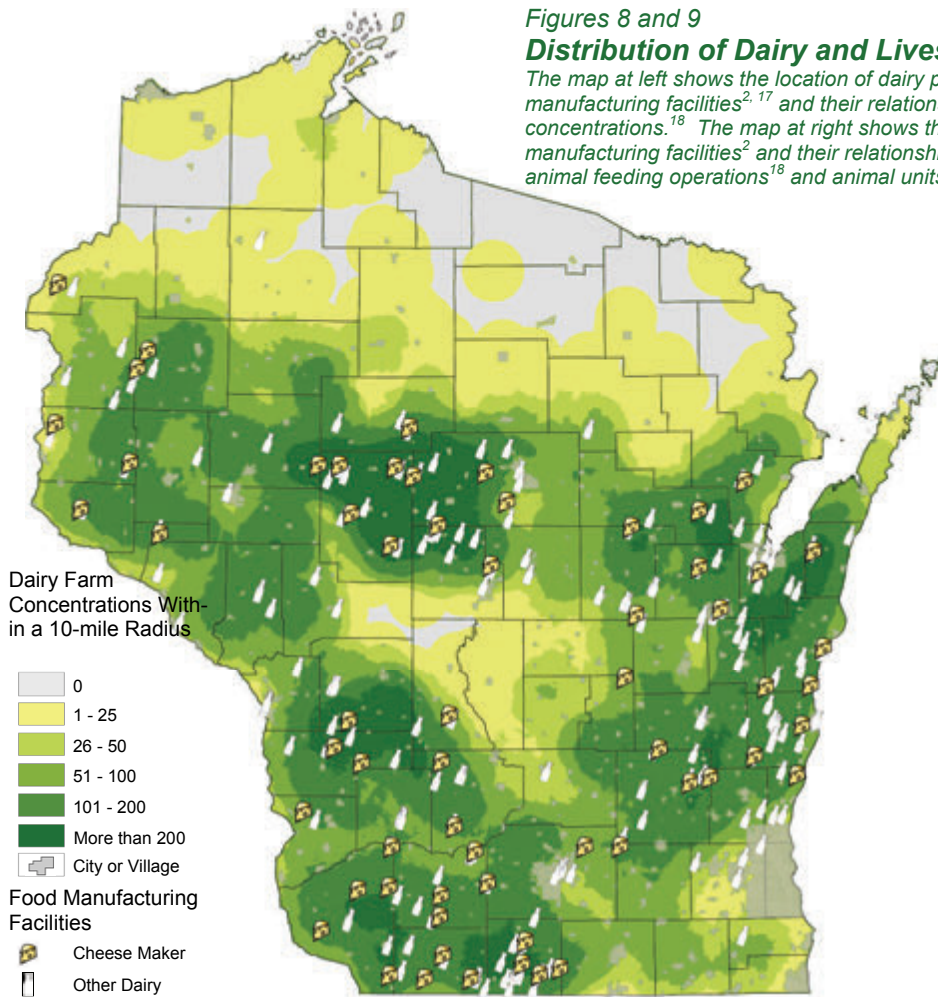 Figures 8 and 9
Distribution of Dairy and Lives
The map at left shows the location of dairy p
manufacturing facilities2, 17 and their relation
concentrations.18 The map at right shows th
manufacturing facilities2 and their relationshi
animal feeding operations18 and animal units
Dairy Farm
Concentrations With-
in a 10-mile Radius
0
1 - 25
26 - 50
51 - 100
101 - 200
More than 200
City or Village
Food Manufacturing
Facilities
Cheese Maker
Other Dairy